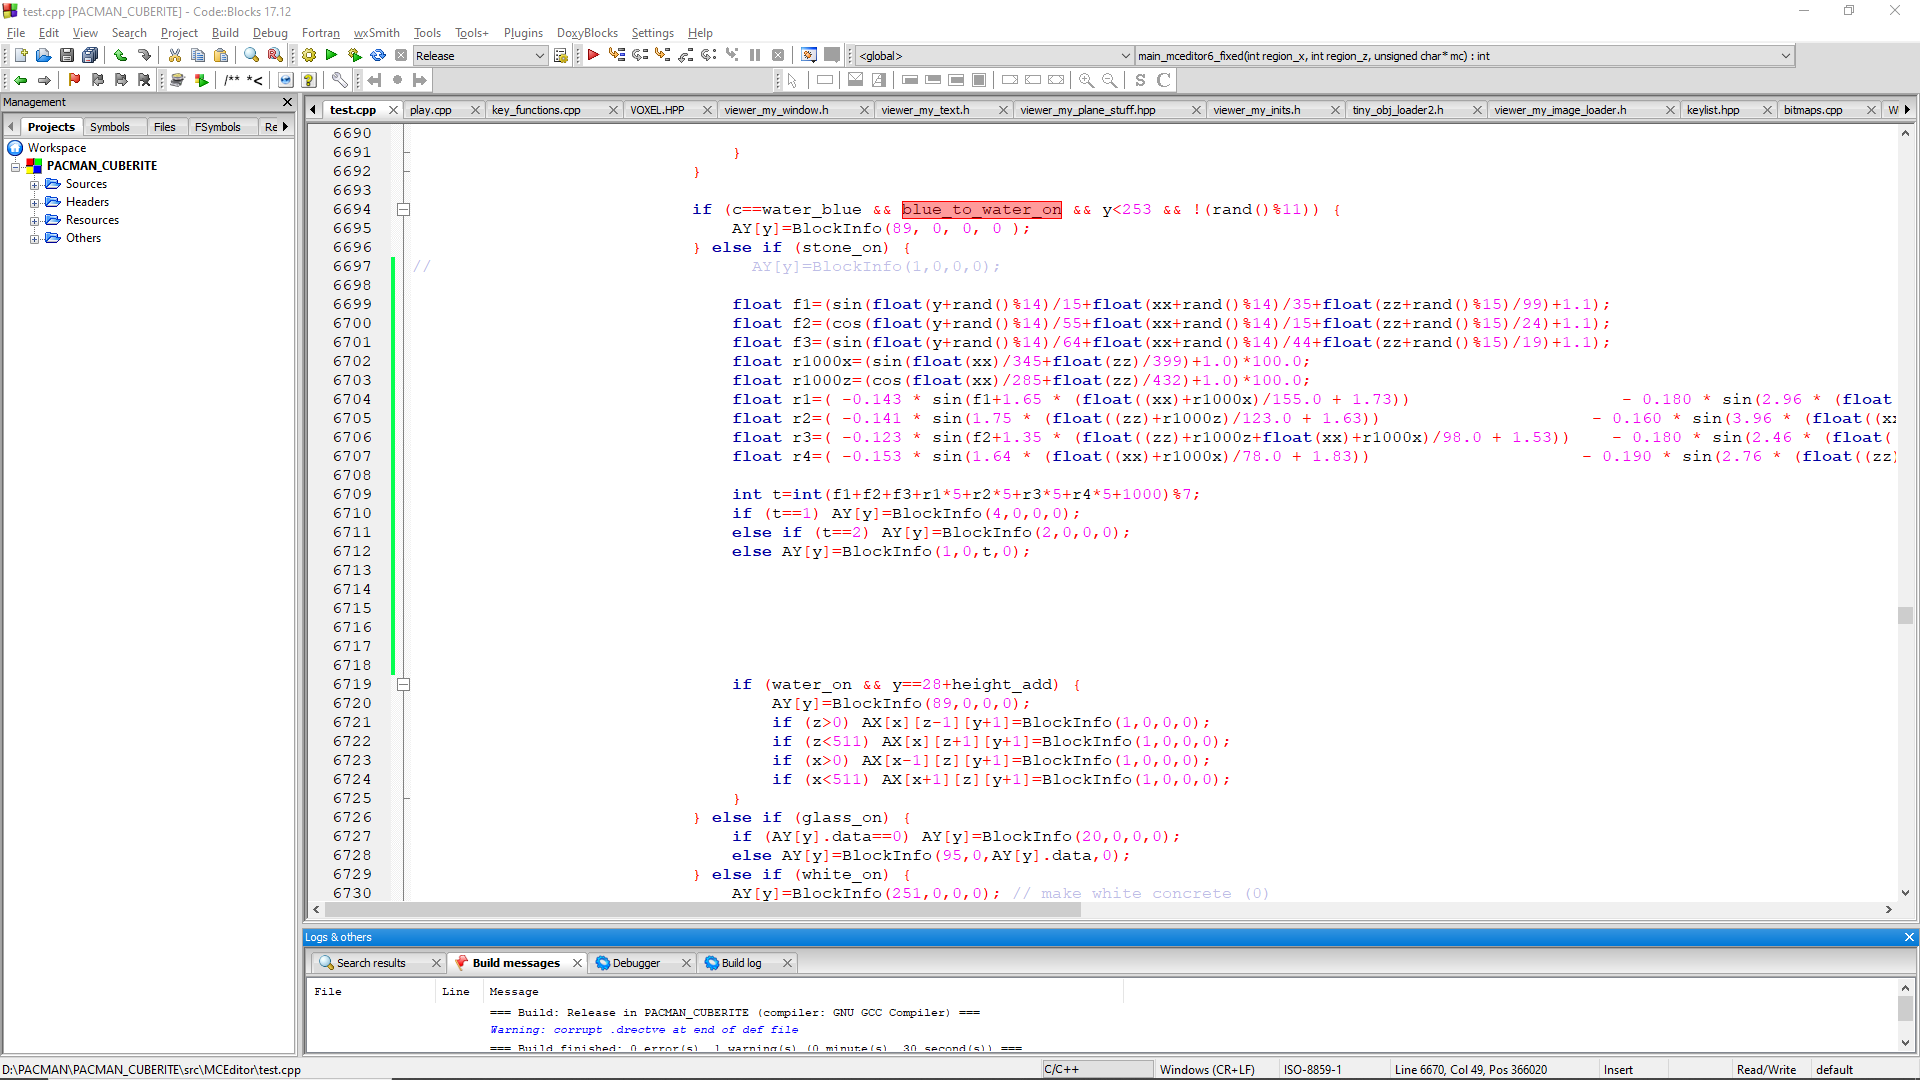 test.cpp [PACMAN_CUBERITE] - Code::Blocks 17.12
File Edit View Search Project Build Debug Fortran wxSmith Tools Tools+ Plugins DoxyBlocks Settings Help
Release <global> main_mceditor6_fixed(int region_x, int region_z, unsigned char* mc) : int
/** *< S C
Management
Projects Symbols Files FSymbols Re
Workspace
PACMAN_CUBERITE
Sources
Headers
Resources
Others
test.cpp play.cpp key_functions.cpp VOXEL.HPP viewer_my_window.h viewer_my_text.h viewer_my_plane_stuff.hpp viewer_my_inits.h tiny_obj_loader2.h viewer_my_image_loader.h keylist.hpp bitmaps.cpp W
6690
6691 }
6692 }
6693
6694 if (c==water_blue && blue_to_water_on && y<253 && !(rand()%11)) {
6695 AY[y]=BlockInfo(89, 0, 0, 0 );
6696 } else if (stone_on) {
6697 // AY[y]=BlockInfo(1,0,0,0);
6698
6699 float f1=(sin(float(y+rand()%14)/15+float(xx+rand()%14)/35+float(zz+rand()%15)/99)+1.1);
6700 float f2=(cos(float(y+rand()%14)/55+float(xx+rand()%14)/15+float(zz+rand()%15)/24)+1.1);
6701 float f3=(sin(float(y+rand()%14)/64+float(xx+rand()%14)/44+float(zz+rand()%15)/19)+1.1);
6702 float r1000x=(sin(float(xx)/345+float(zz)/399)+1.0)*100.0;
6703 float r1000z=(cos(float(xx)/285+float(zz)/432)+1.0)*100.0;
6704 float r1=( -0.143 * sin(f1+1.65 * (float((xx)+r1000x)/155.0 + 1.73)) - 0.180 * sin(2.96 * (float
6705 float r2=( -0.141 * sin(1.75 * (float((zz)+r1000z)/123.0 + 1.63)) - 0.160 * sin(3.96 * (float((xx
6706 float r3=( -0.123 * sin(f2+1.35 * (float((zz)+r1000z+float(xx)+r1000x)/98.0 + 1.53)) - 0.180 * sin(2.46 * (float(
6707 float r4=( -0.153 * sin(1.64 * (float((xx)+r1000x)/78.0 + 1.83)) - 0.190 * sin(2.76 * (float((zz)
6708
6709 int t=int(f1+f2+f3+r1*5+r2*5+r3*5+r4*5+1000)%7;
6710 if (t==1) AY[y]=BlockInfo(4,0,0,0);
6711 else if (t==2) AY[y]=BlockInfo(2,0,0,0);
6712 else AY[y]=BlockInfo(1,0,t,0);
6713
6714
6715
6716
6717
6718
6719 if (water_on && y==28+height_add) {
6720 AY[y]=BlockInfo(89,0,0,0);
6721 if (z>0) AX[x][z-1][y+1]=BlockInfo(1,0,0,0);
6722 if (z<511) AX[x][z+1][y+1]=BlockInfo(1,0,0,0);
6723 if (x>0) AX[x-1][z][y+1]=BlockInfo(1,0,0,0);
6724 if (x<511) AX[x+1][z][y+1]=BlockInfo(1,0,0,0);
6725 }
6726 } else if (glass_on) {
6727 if (AY[y].data==0) AY[y]=BlockInfo(20,0,0,0);
6728 else AY[y]=BlockInfo(95,0,AY[y].data,0);
6729 } else if (white_on) {
6730 AY[y]=BlockInfo(251,0,0,0); // make white concrete (0)
Logs & others
Search results Build messages Debugger Build log
File Line Message
=== Build: Release in PACMAN_CUBERITE (compiler: GNU GCC Compiler) ===
Warning: corrupt .drectve at end of def file
=== Build finished: 0 error(s), 1 warning(s) (0 minute(s), 30 second(s)) ===
D:\PACMAN\PACMAN_CUBERITE\src\MCEditor\test.cpp C/C++ Windows (CR+LF) ISO-8859-1 Line 6670, Col 49, Pos 366020 Insert Read/Write default